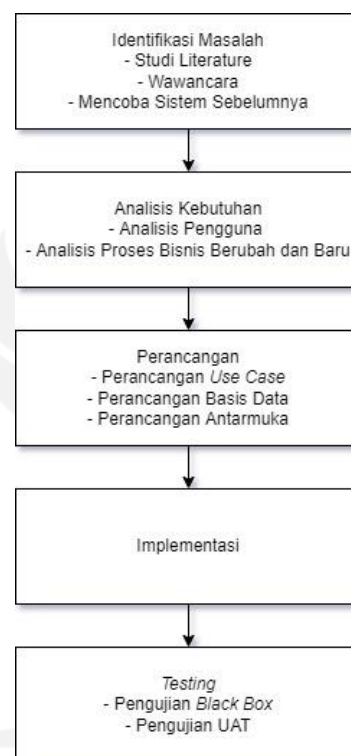 Identifikasi Masalah
- Studi Literature
- Wawancara
- Mencoba Sistem Sebelumnya
Analisis Kebutuhan
- Analisis Pengguna
- Analisis Proses Bisnis Berubah dan Baru
Perancangan
- Perancangan Use Case
- Perancangan Basis Data
- Perancangan Antarmuka
Implementasi
Testing
- Pengujian Black Box
- Pengujian UAT